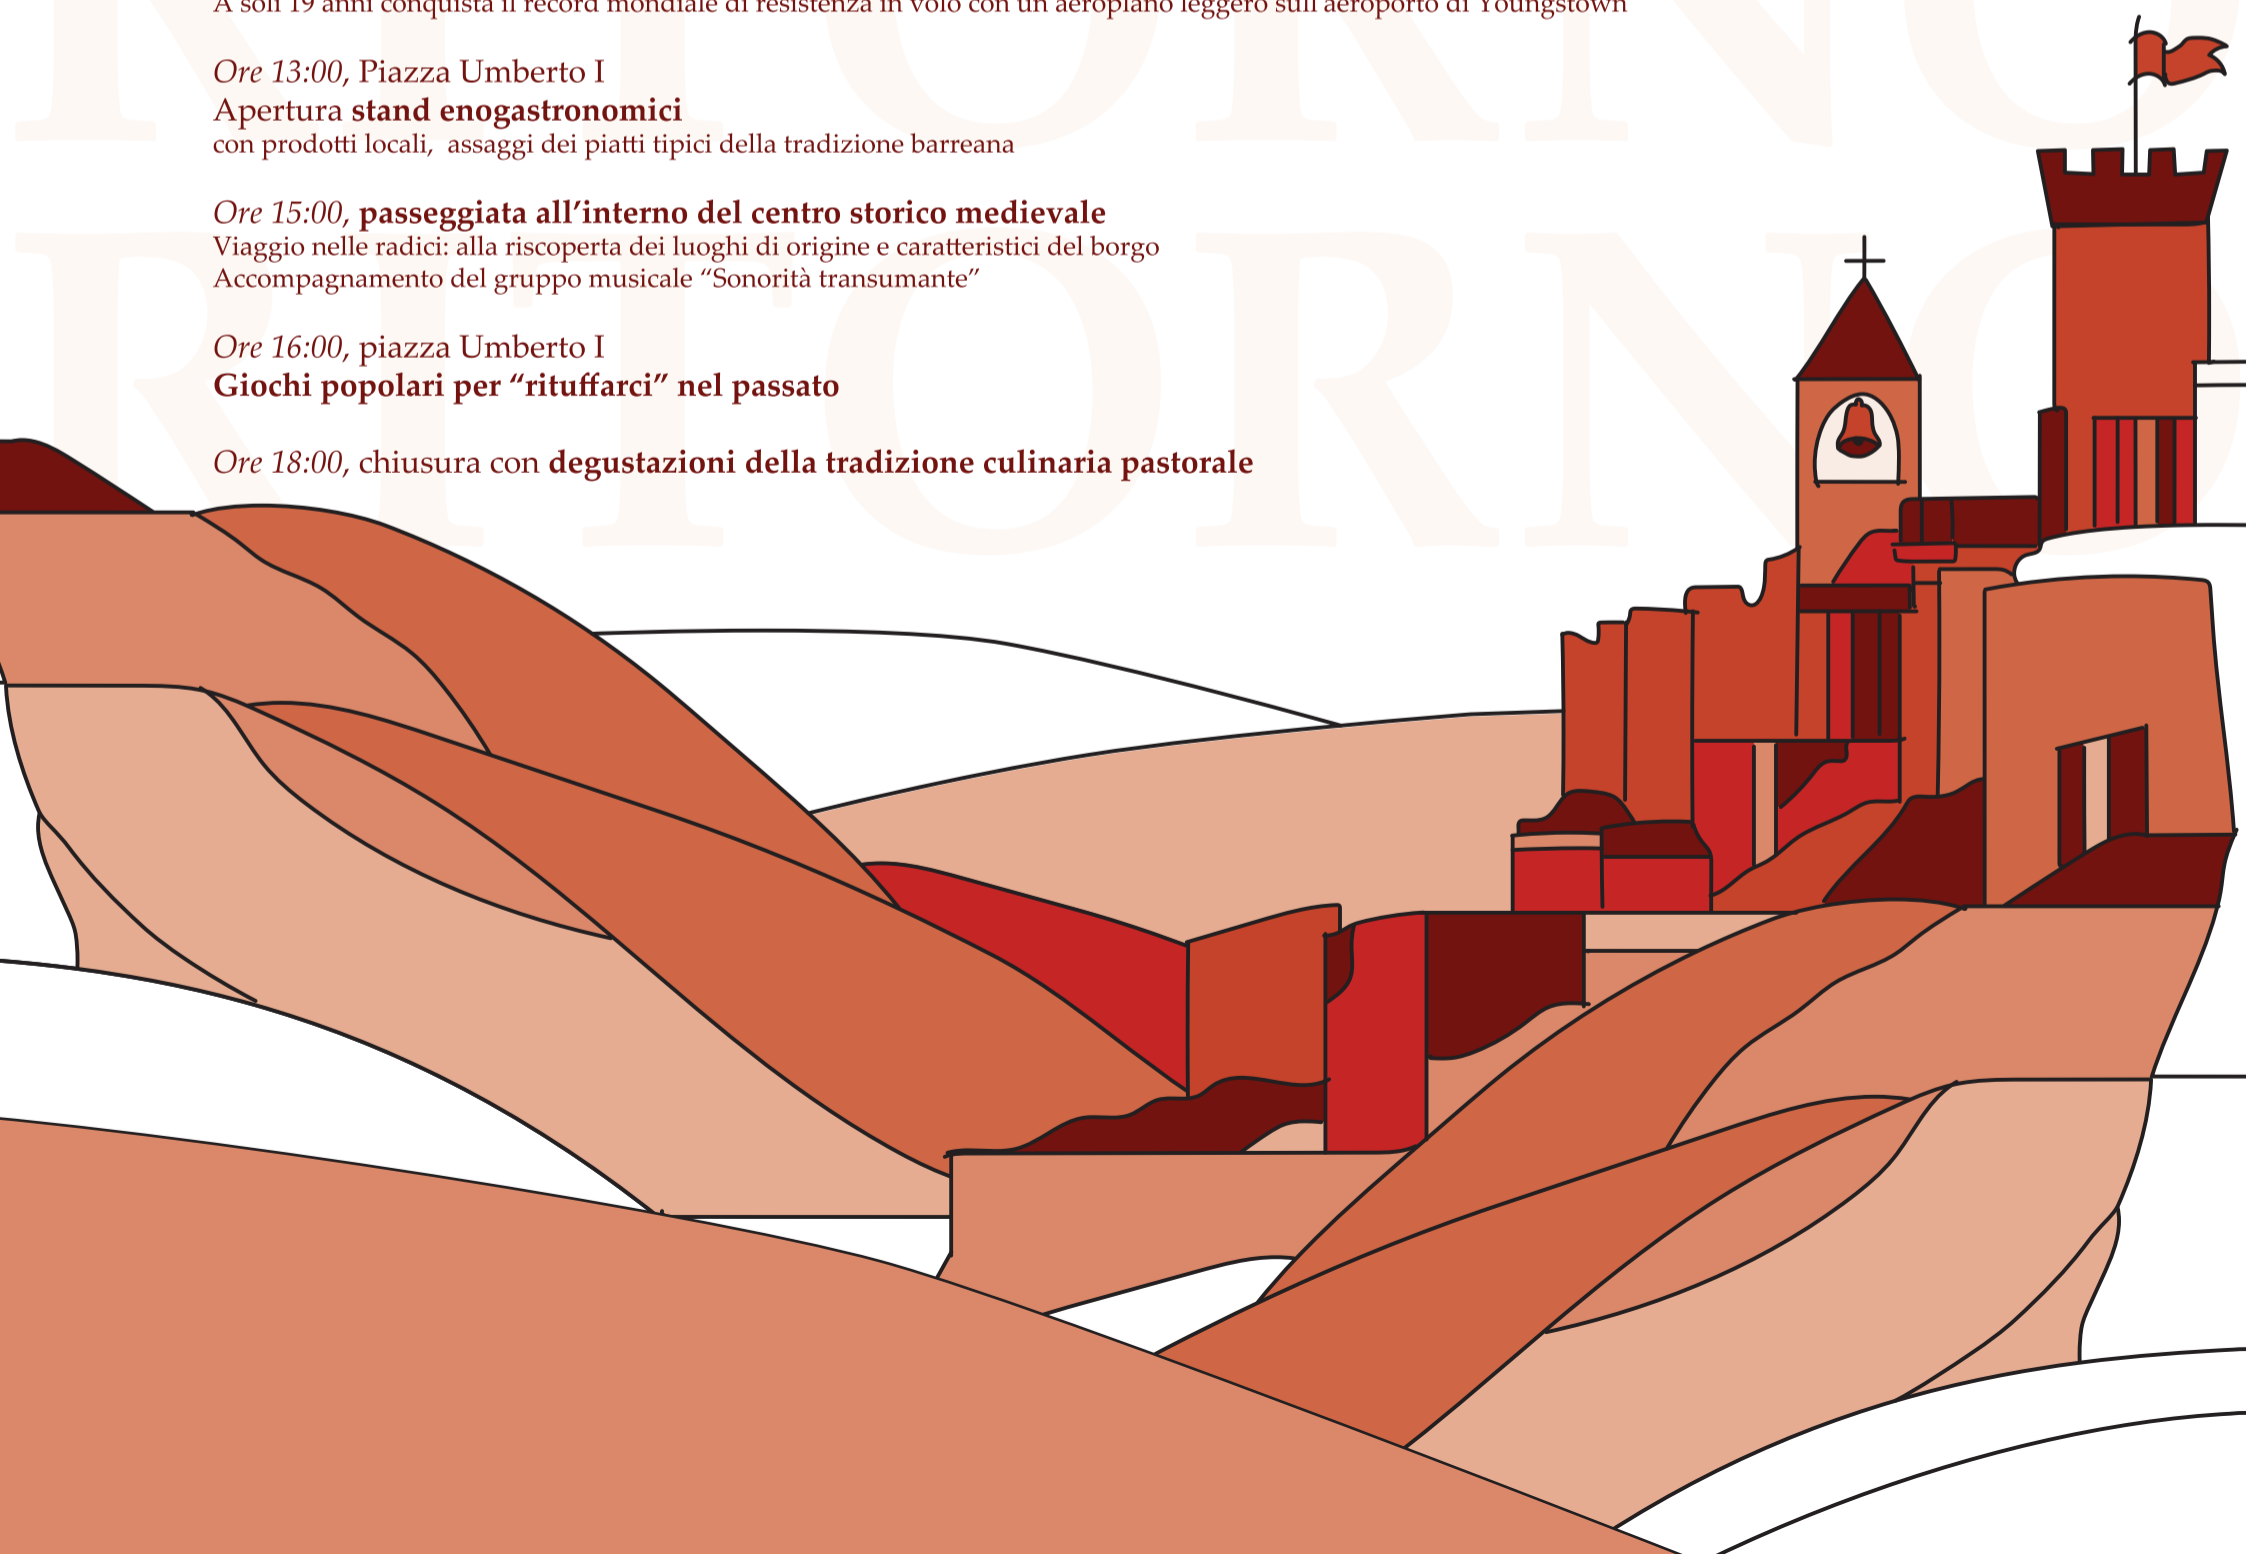 RITORNO
A soli 19 anni conquista il record mondiale di resistenza in volo con un aeroplano leggero sull'aeroporto di Youngstown
Ore 13:00, Piazza Umberto I
Apertura stand enogastronomici
con prodotti locali,  assaggi dei piatti tipici della tradizione barreana
Ore 15:00, passeggiata all’interno del centro storico medievale
Viaggio nelle radici: alla riscoperta dei luoghi di origine e caratteristici del borgo
Accompagnamento del gruppo musicale “Sonorità transumante”
RITORNO
Ore 16:00, piazza Umberto I
Giochi popolari per “rituffarci” nel passato
Ore 18:00, chiusura con degustazioni della tradizione culinaria pastorale